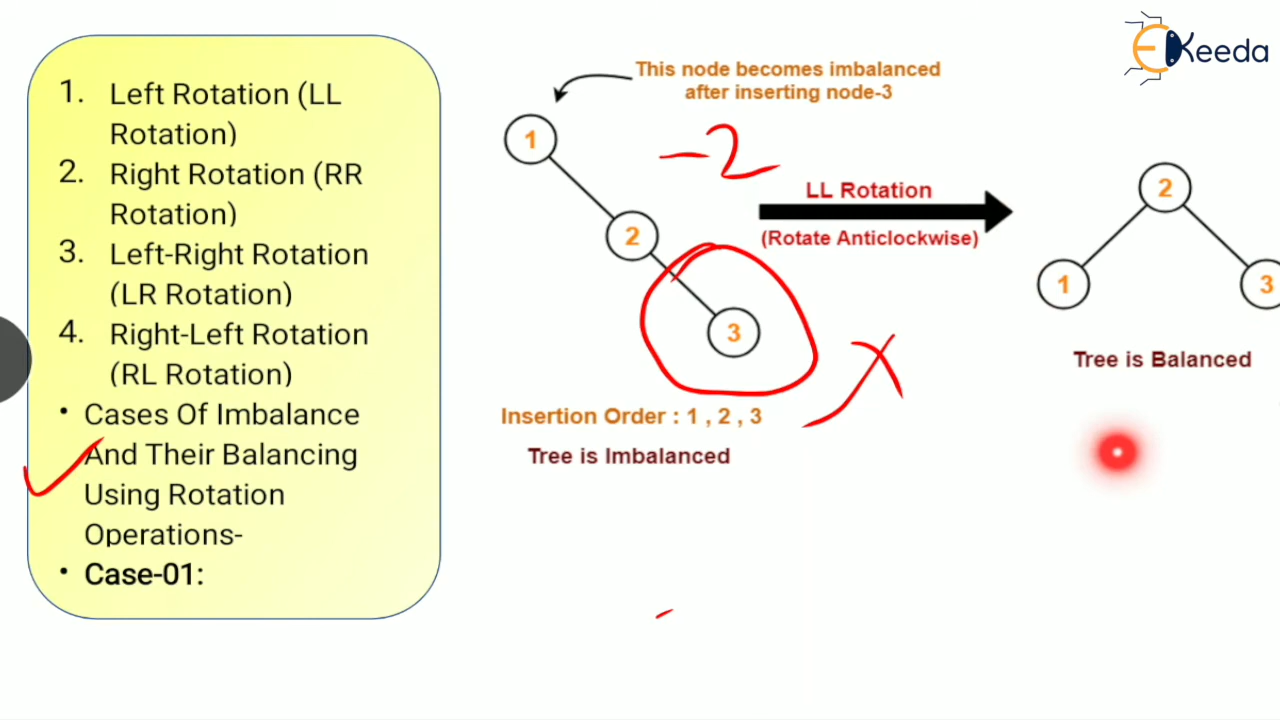 1. Left Rotation (LL
Rotation)
2. Right Rotation (RR
Rotation)
3. Left-Right Rotation
(LR Rotation)
4. Right-Left Rotation
(RL Rotation)
• Cases Of Imbalance
And Their Balancing
Using Rotation
Operations-
• Case-01:
This node becomes imbalanced
after inserting node-3
1
2
3
-2
Insertion Order : 1 , 2 , 3
Tree is Imbalanced
LL Rotation
(Rotate Anticlockwise)
EKeeda
2
1
3
Tree is Balanced